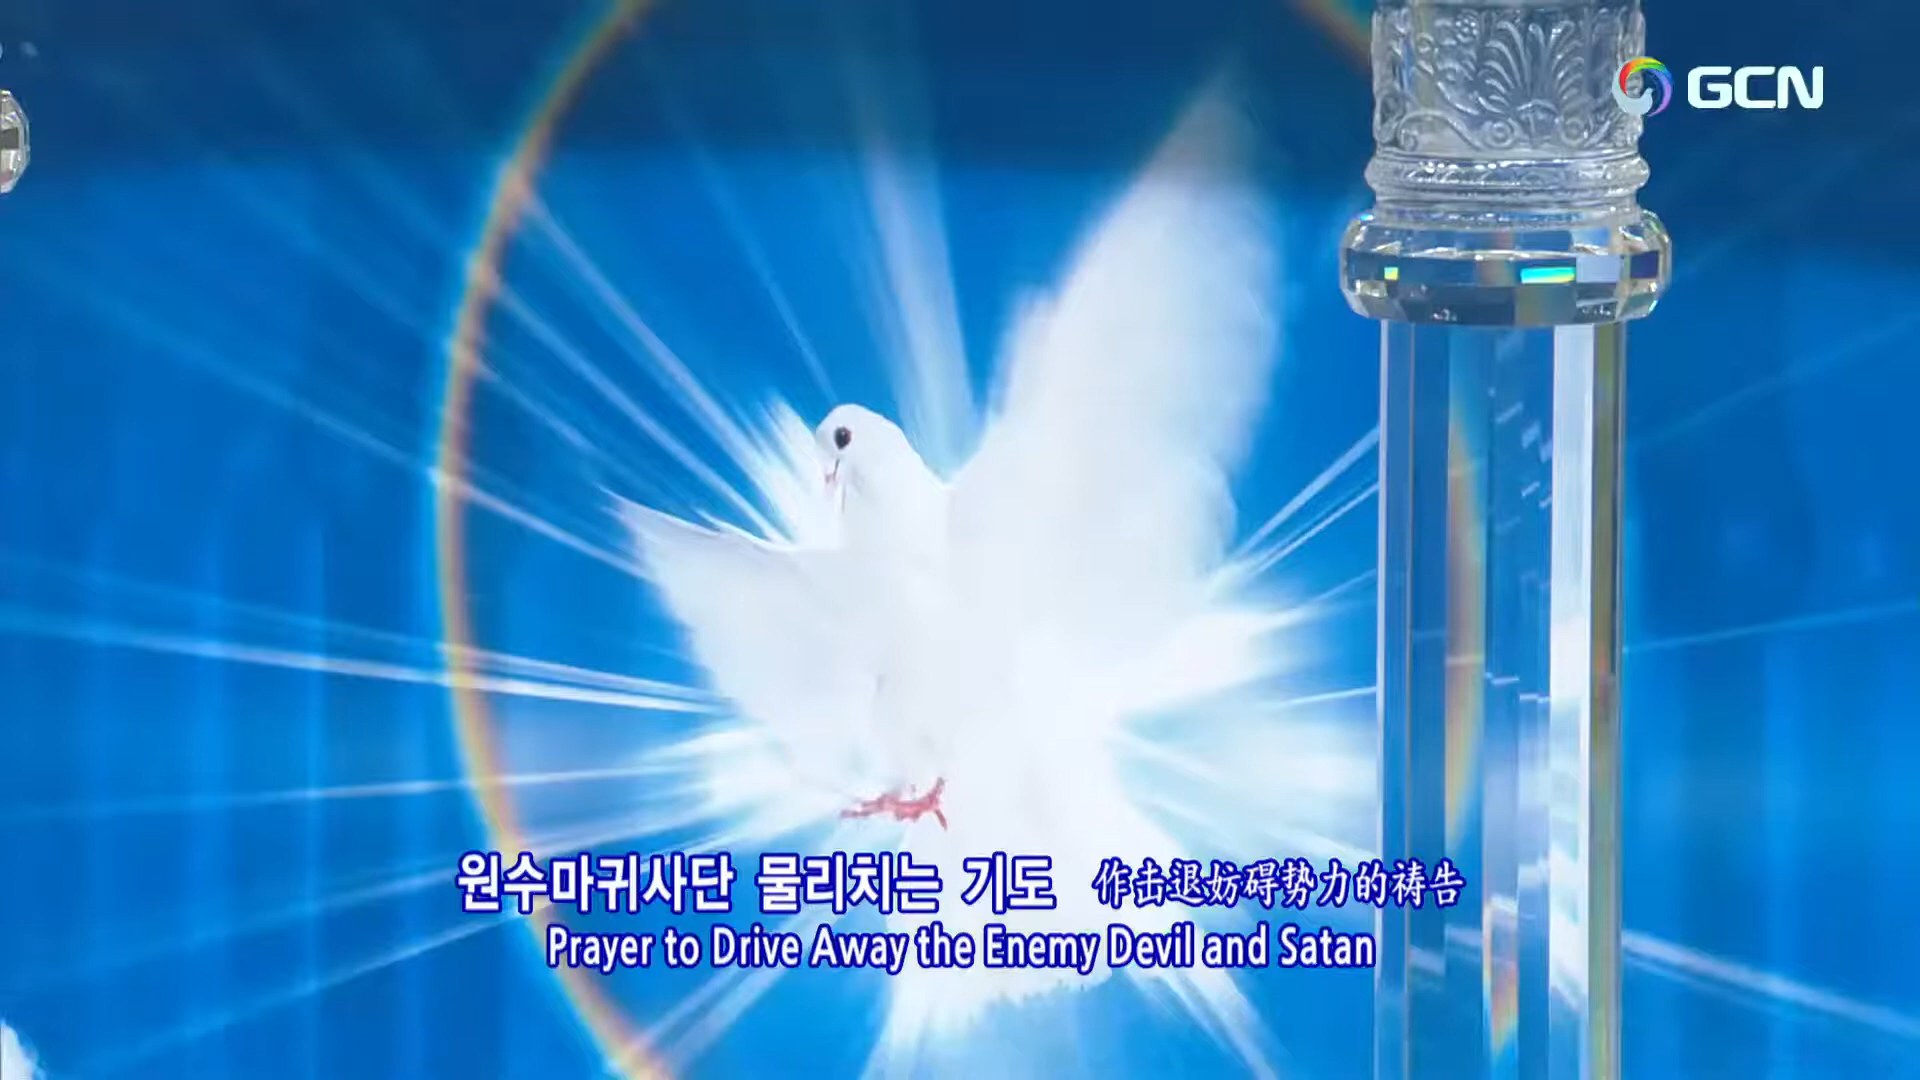 GCN
원수마귀사단 물리치는 기도 作击退妨碍势力的祷告
Prayer to Drive Away the Enemy Devil and Satan